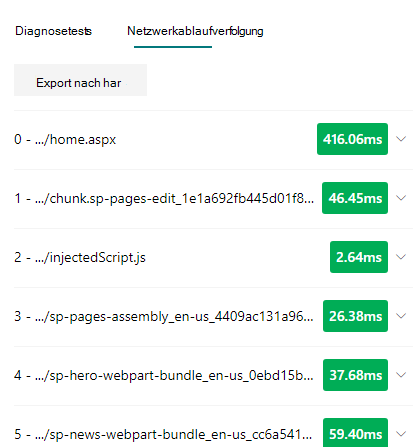 Diagnosetests Netzwerkablaufverfolgung
Export nach har
0 - .../home.aspx 416.06ms
1 - .../chunk.sp-pages-edit_1e1a692fb445d01f8... 46.45ms
2 - .../injectedScript.js 2.64ms
3 - .../sp-pages-assembly_en-us_4409ac131a96... 26.38ms
4 - .../sp-hero-webpart-bundle_en-us_0ebd15b... 37.68ms
5 - .../sp-news-webpart-bundle_en-us_cc6a541... 59.40ms